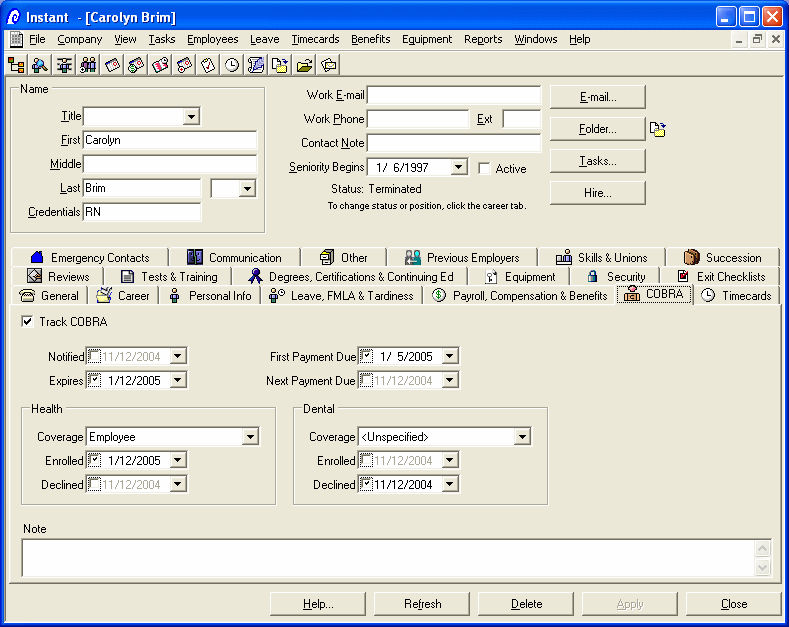 Instant - [Carolyn Brim]
File Company View Tasks Employees Leave Timecards Benefits Equipment Reports Windows Help
Name
Title
First Carolyn
Middle
Last Brim
Credentials RN
Work E-mail
Work Phone Ext
Contact Note
Seniority Begins 1/ 6/1997 Active
Status: Terminated
To change status or position, click the career tab.
E-mail...
Folder...
Tasks...
Hire...
Emergency Contacts Communication Other Previous Employers Skills & Unions Succession
Reviews Tests & Training Degrees, Certifications & Continuing Ed Equipment Security Exit Checklists
General Career Personal Info Leave, FMLA & Tardiness Payroll, Compensation & Benefits COBRA Timecards
Track COBRA
Notified 11/12/2004 First Payment Due 1/ 5/2005
Expires 1/12/2005 Next Payment Due 11/12/2004
Health
Coverage Employee
Enrolled 1/12/2005
Declined 11/12/2004
Dental
Coverage <Unspecified>
Enrolled 11/12/2004
Declined 11/12/2004
Note
Help... Refresh Delete Apply Close